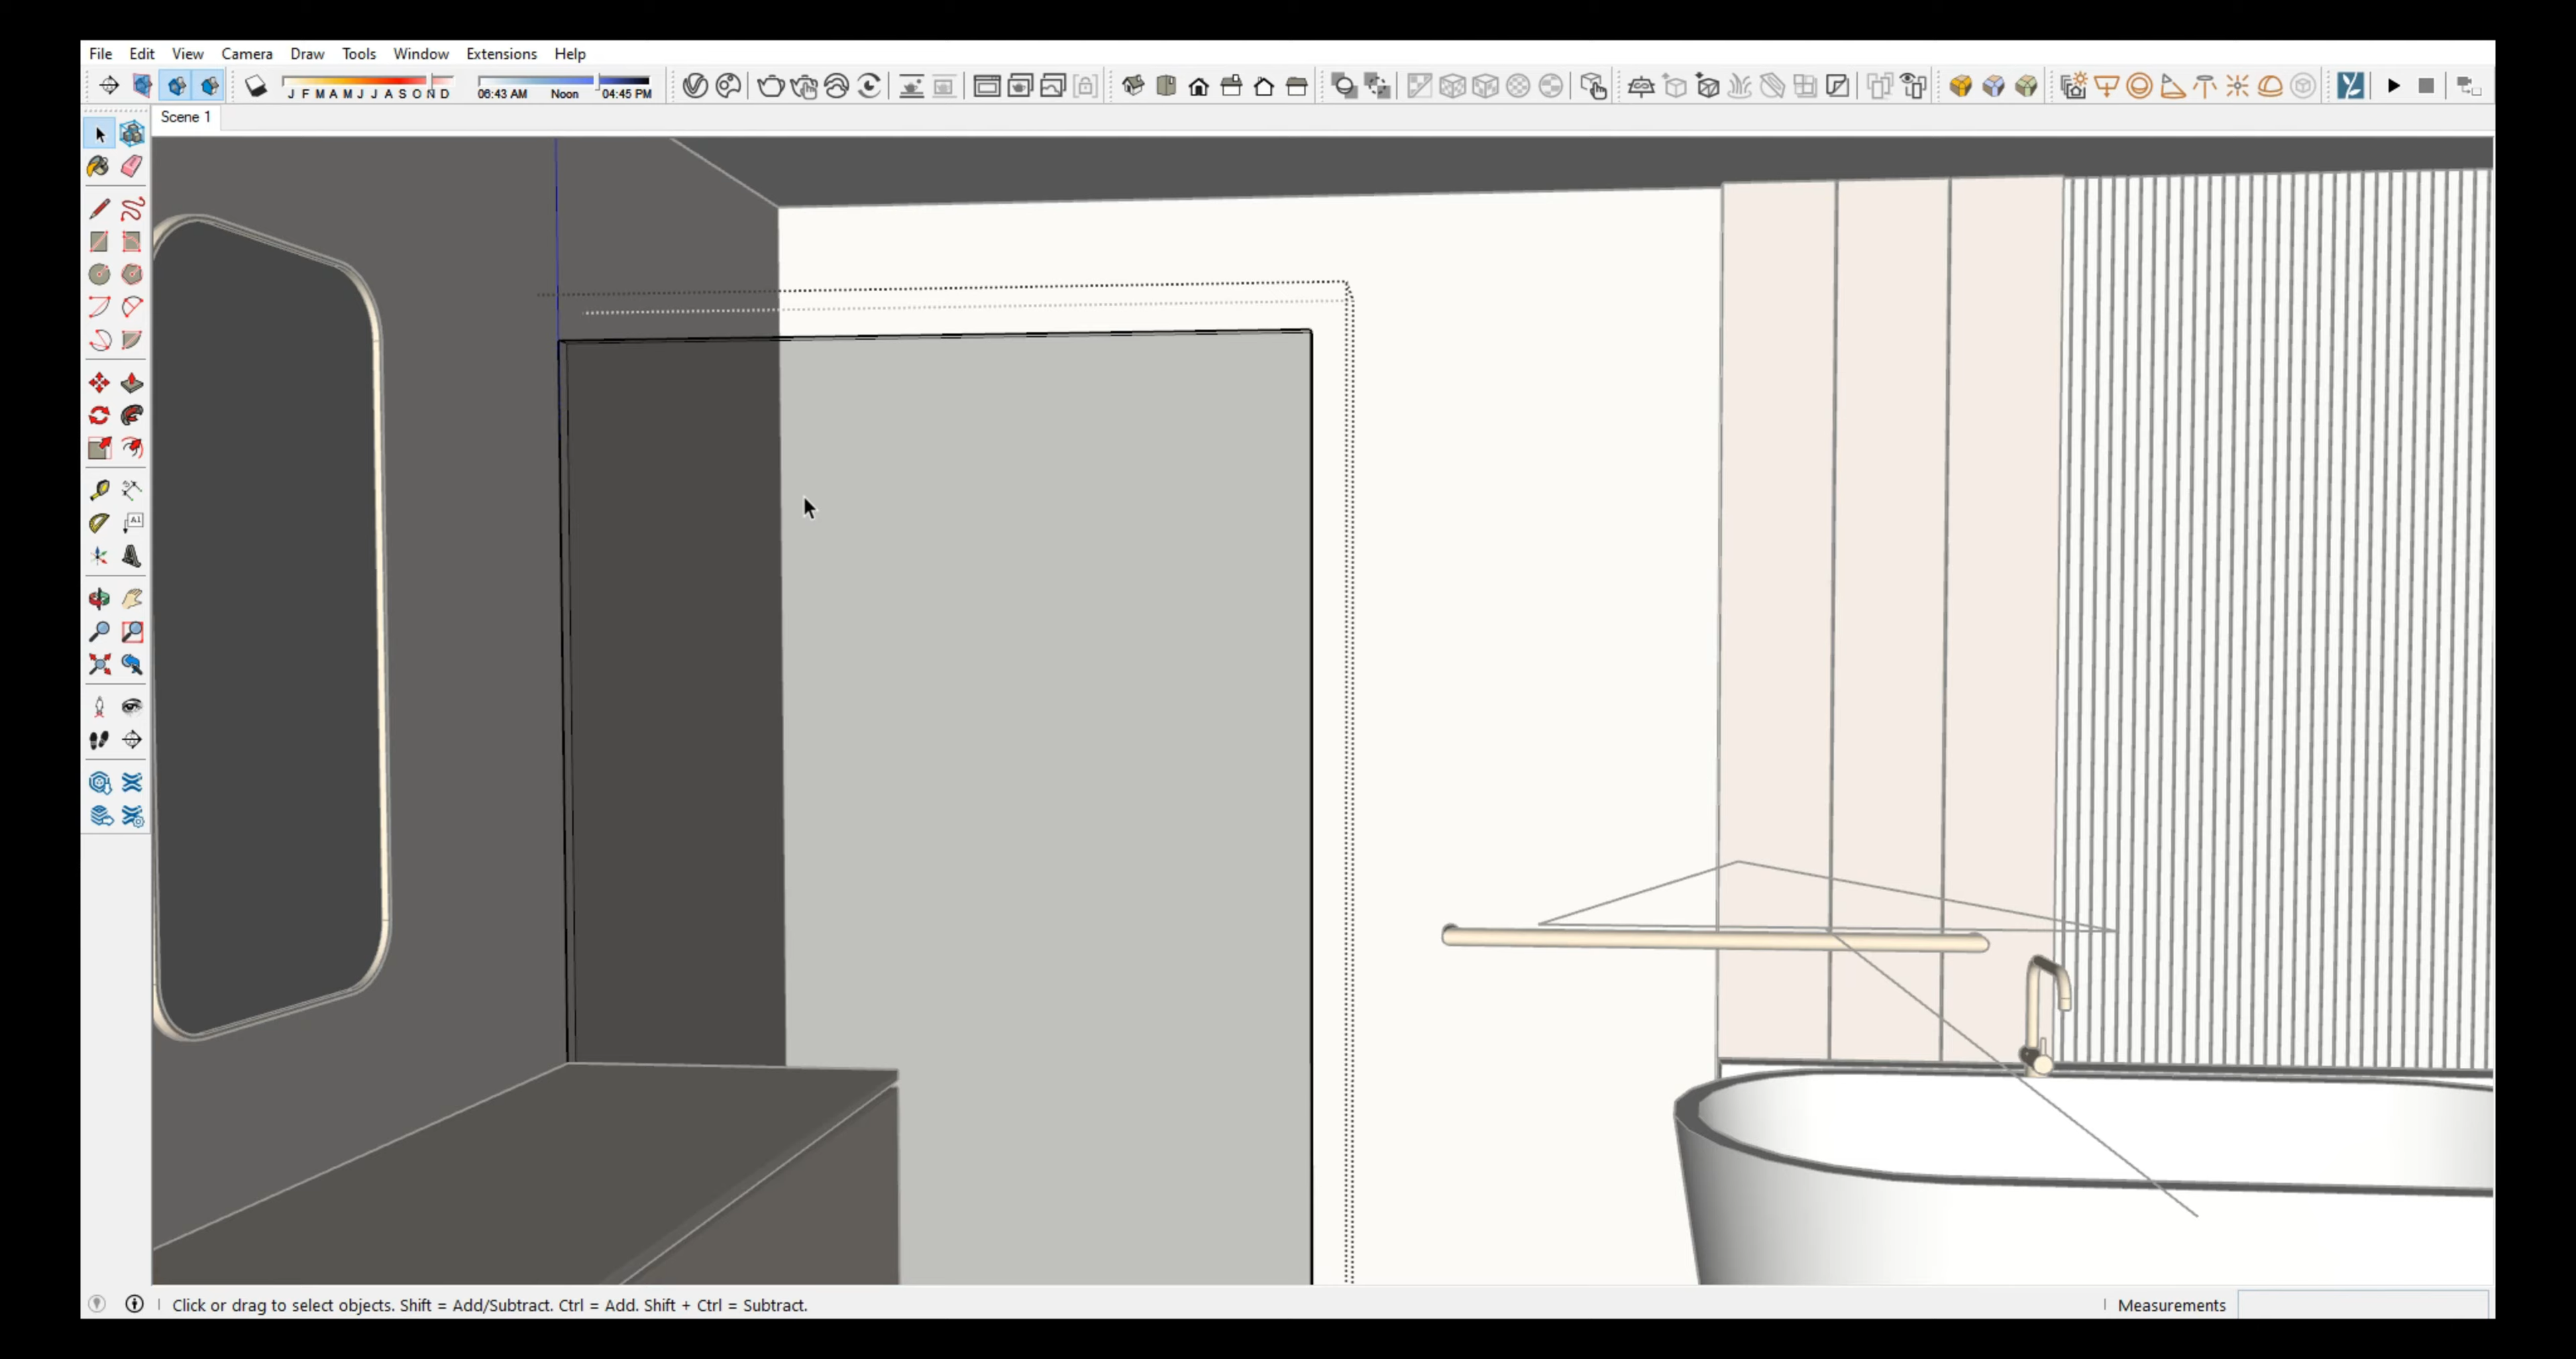 File Edit View Camera Draw Tools Window Extensions Help
J F M A M J J A S O N D 06:43 AM Noon 04:45 PM
Scene 1
A1
Click or drag to select objects. Shift = Add/Subtract. Ctrl = Add. Shift + Ctrl = Subtract.
Measurements